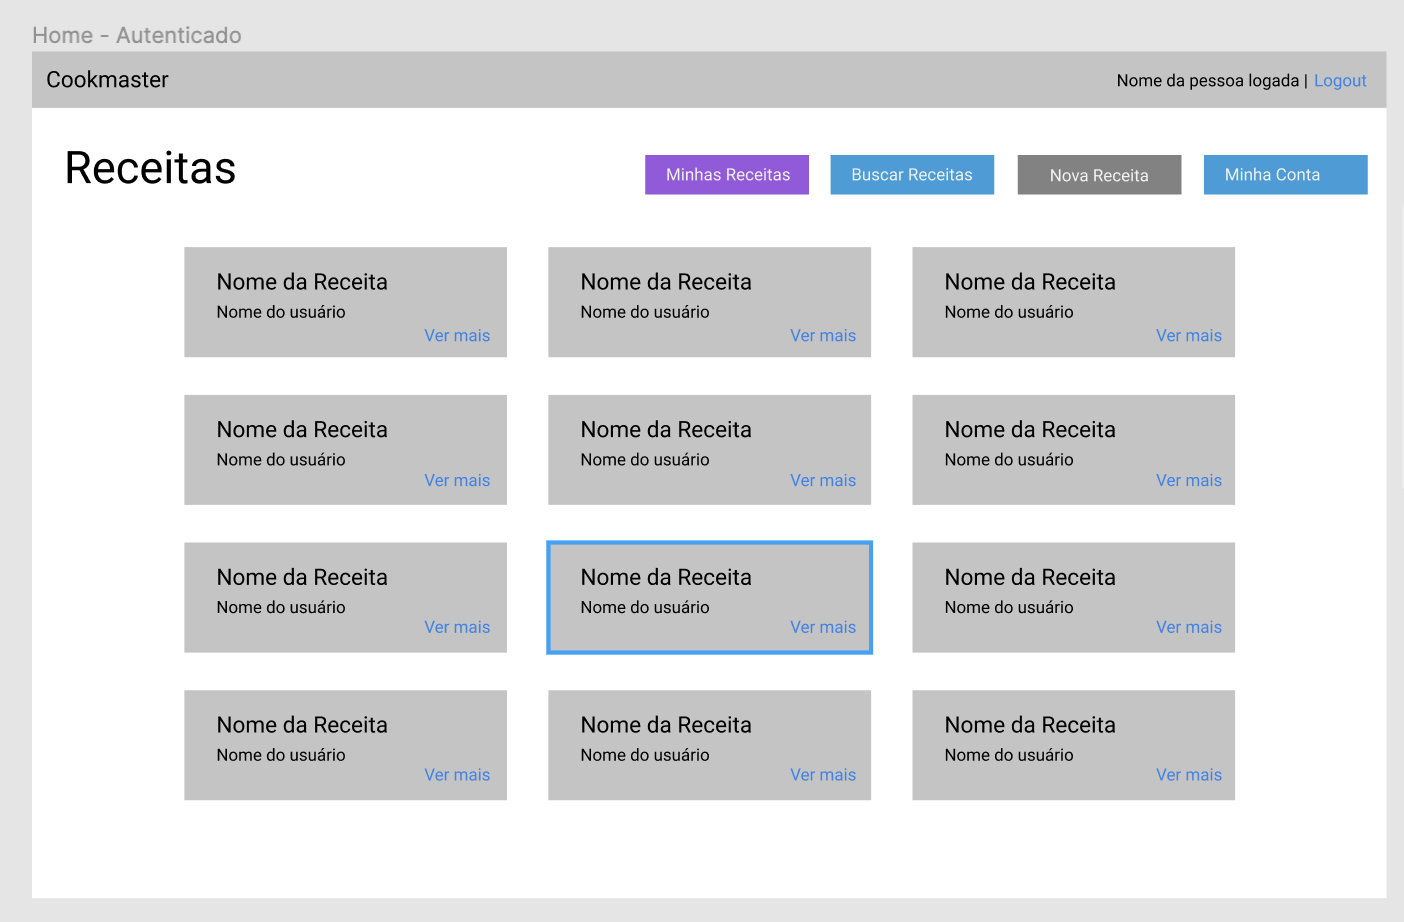 Home - Autenticado
Cookmaster
Nome da pessoa logada | Logout
Receitas
Minhas Receitas
Buscar Receitas
Nova Receita
Minha Conta
Nome da Receita
Nome do usuário
Ver mais
Nome da Receita
Nome do usuário
Ver mais
Nome da Receita
Nome do usuário
Ver mais
Nome da Receita
Nome do usuário
Ver mais
Nome da Receita
Nome do usuário
Ver mais
Nome da Receita
Nome do usuário
Ver mais
Nome da Receita
Nome do usuário
Ver mais
Nome da Receita
Nome do usuário
Ver mais
Nome da Receita
Nome do usuário
Ver mais
Nome da Receita
Nome do usuário
Ver mais
Nome da Receita
Nome do usuário
Ver mais
Nome da Receita
Nome do usuário
Ver mais